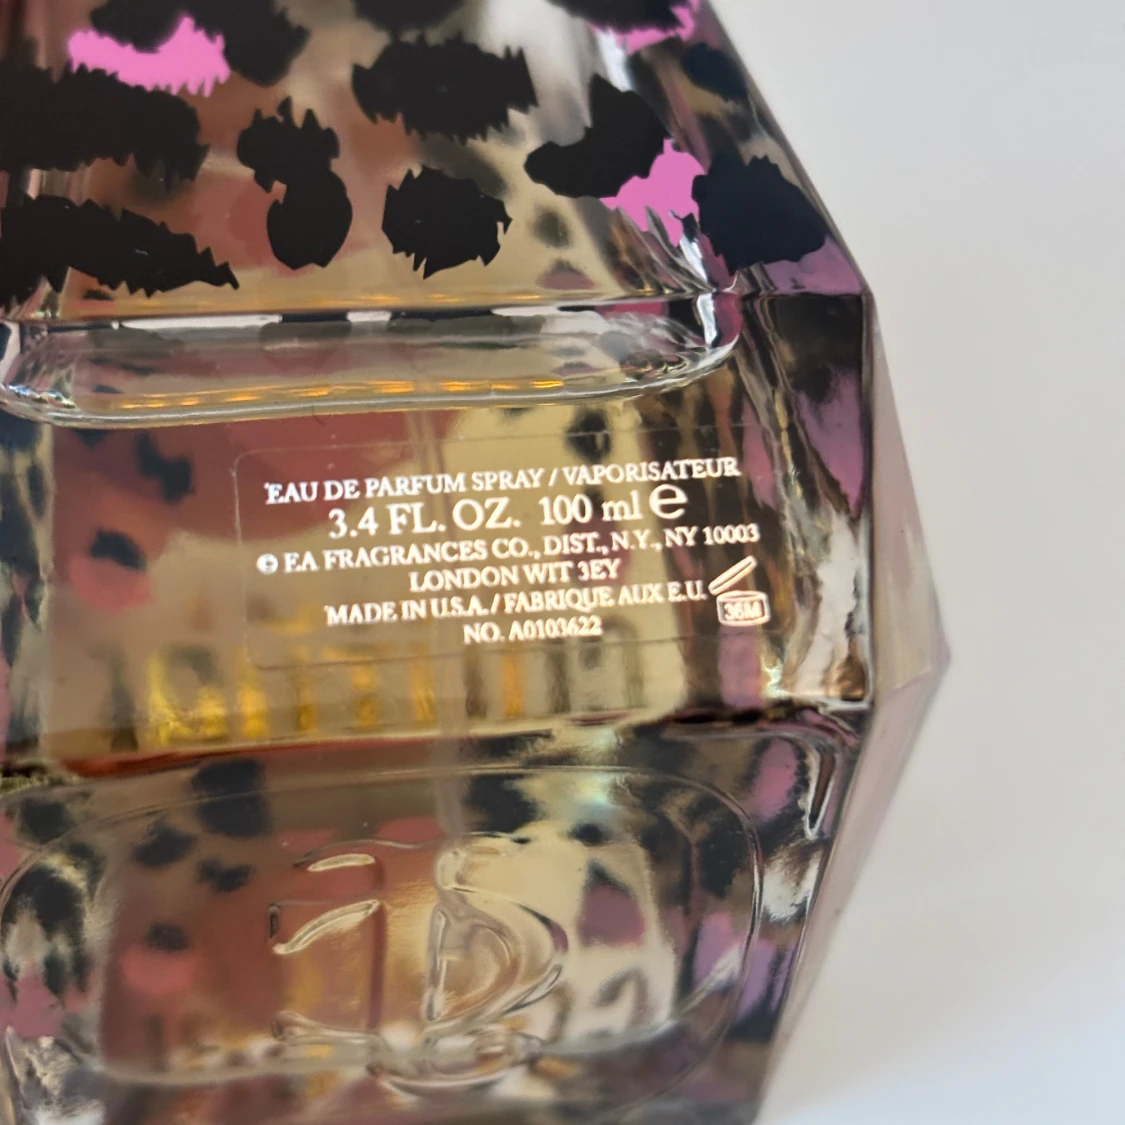 EAU DE PARFUM SPRAY / VAPORISATEUR
3.4 FL. OZ. 100 ml ℮
© EA FRAGRANCES CO., DIST., N.Y., NY 10003
LONDON W1T 3EY
MADE IN U.S.A. / FABRIQUE AUX E.U.
36M
NO. A0103622